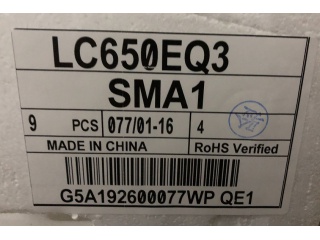 LC650EQ3
SMA1
9 PCS 077/01-16 4
MADE IN CHINA RoHS Verified
G5A192600077WP QE1